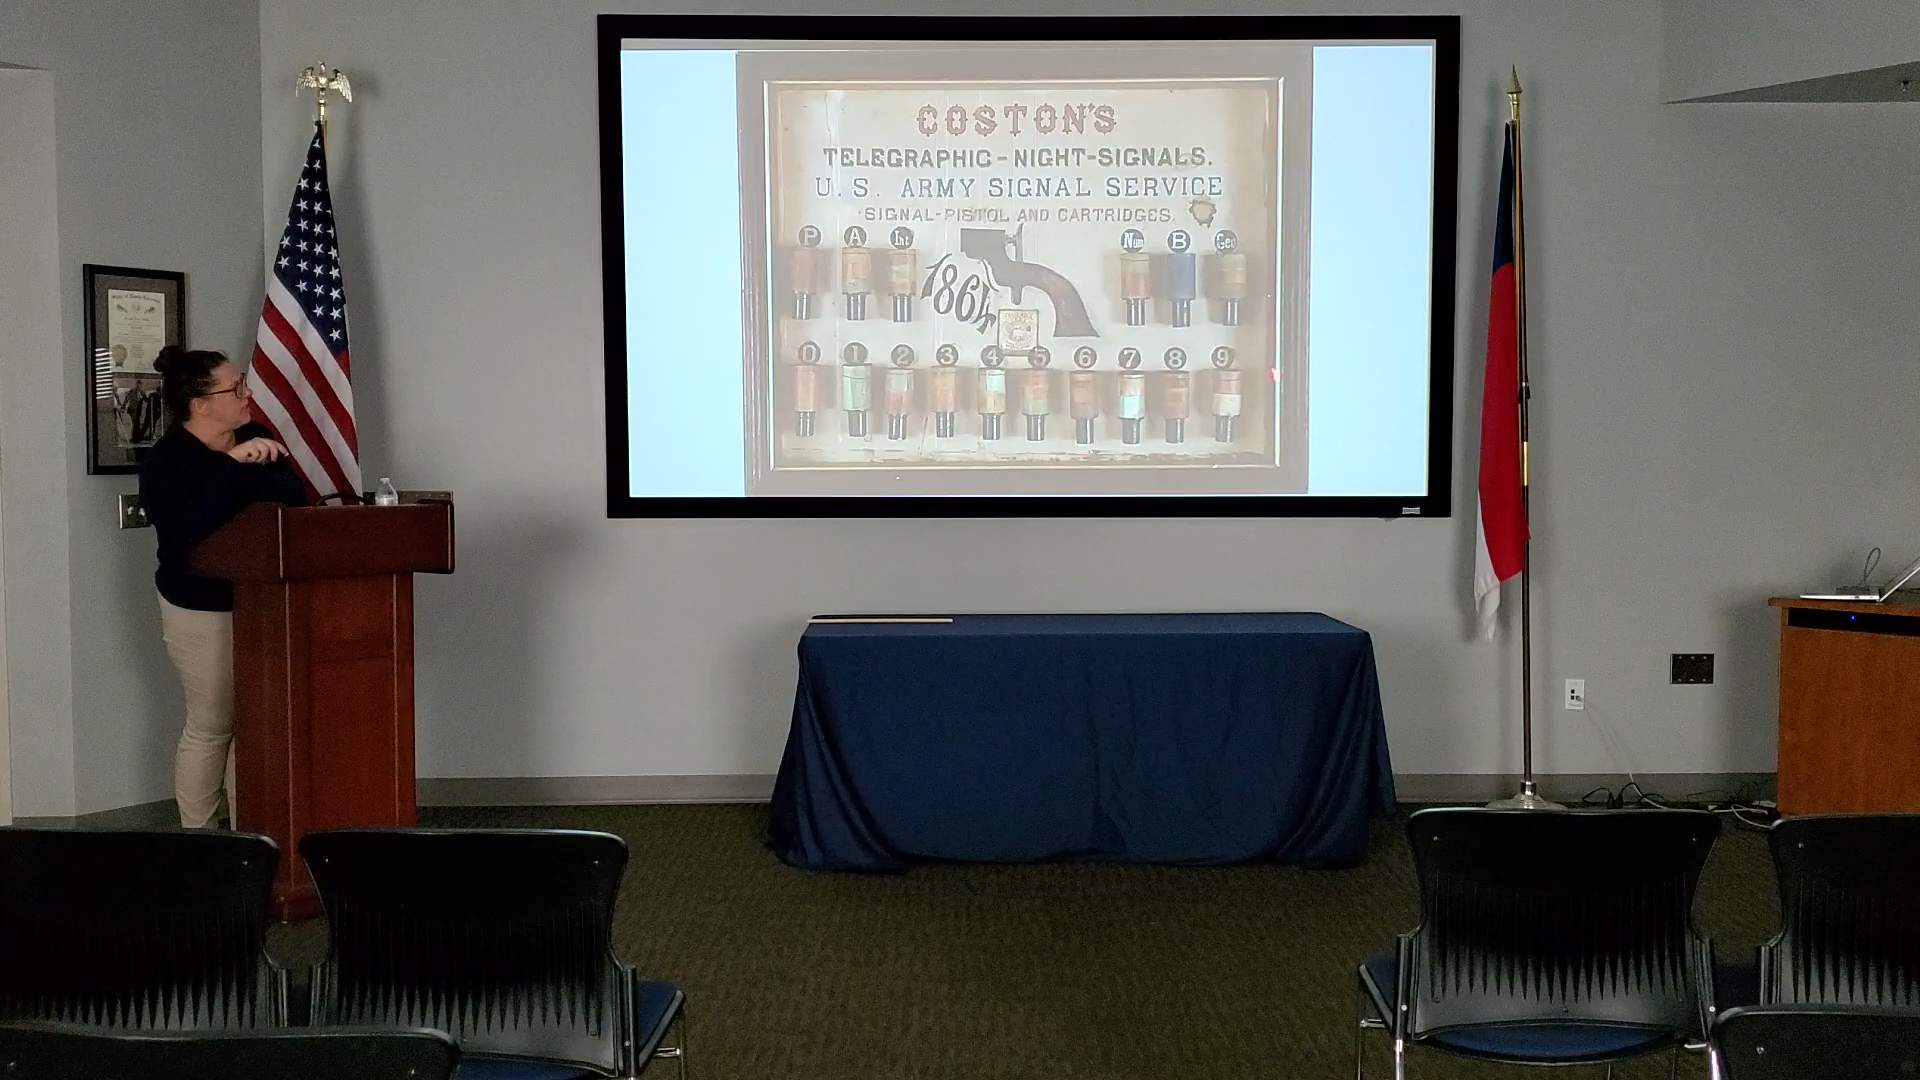 COSTON'S
TELEGRAPHIC-NIGHT-SIGNALS.
U.S. ARMY SIGNAL SERVICE
SIGNAL-PISTOL AND CARTRIDGES.
P A Int Num B Geo
1864
0 1 2 3 4 5 6 7 8 9